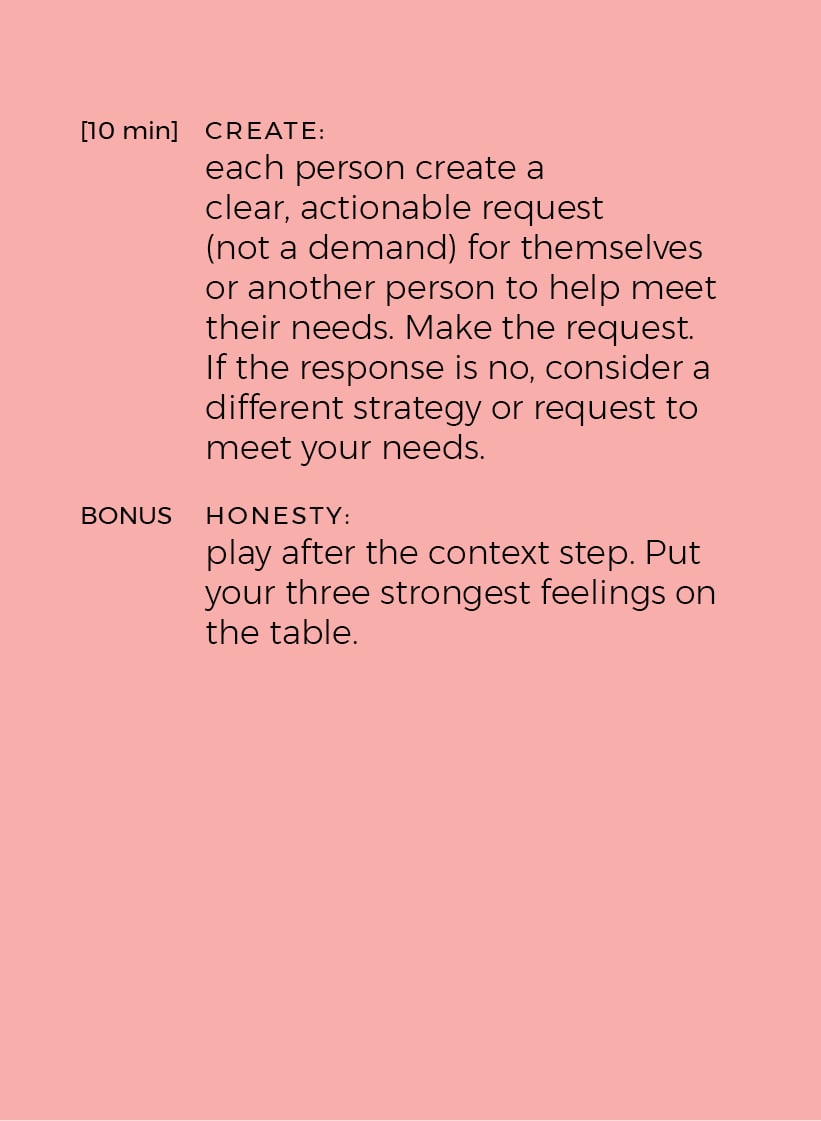 [10 min] CREATE:
each person create a
clear, actionable request
(not a demand) for themselves
or another person to help meet
their needs. Make the request.
If the response is no, consider a
different strategy or request to
meet your needs.
BONUS HONESTY:
play after the context step. Put
your three strongest feelings on
the table.